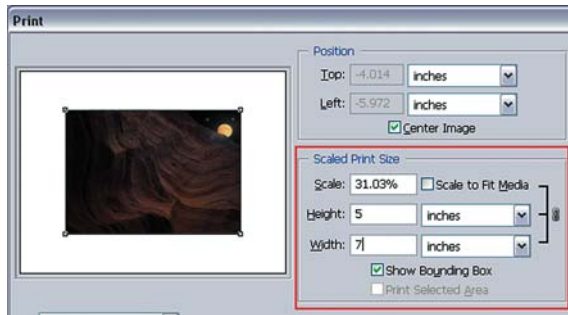 Print
Position
Top: -4.014 inches
Left: -5.972 inches
Center Image
Scaled Print Size
Scale: 31.03% Scale to Fit Media
Height: 5 inches
Width: 7 inches
Show Bounding Box
Print Selected Area